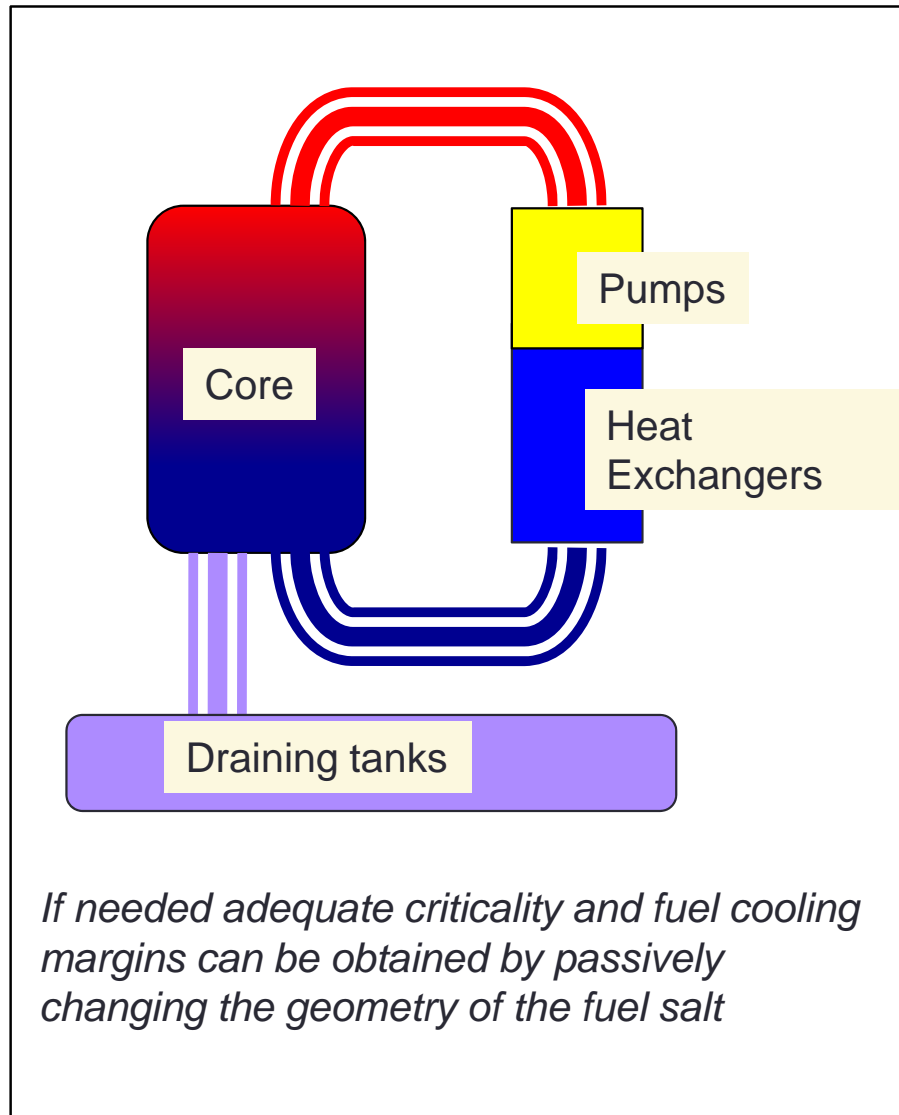 Pumps
Core
Heat
Exchangers
Draining tanks
If needed adequate criticality and fuel cooling
margins can be obtained by passively
changing the geometry of the fuel salt